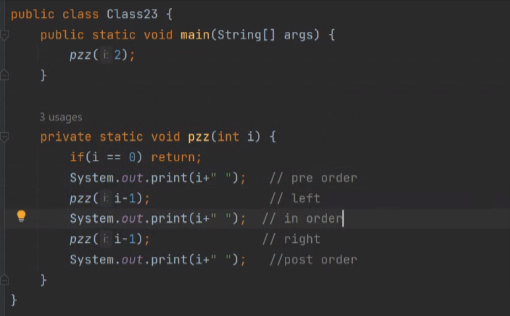 public class Class23 {
public static void main(String[] args) {
pzz( i: 2);
}
3 usages
private static void pzz(int i) {
if(i == 0) return;
System.out.print(i+" ");   // pre order
pzz( i: i-1);   // left
System.out.print(i+" ");  // in order
pzz( i: i-1);   // right
System.out.print(i+" ");   //post order
}
}